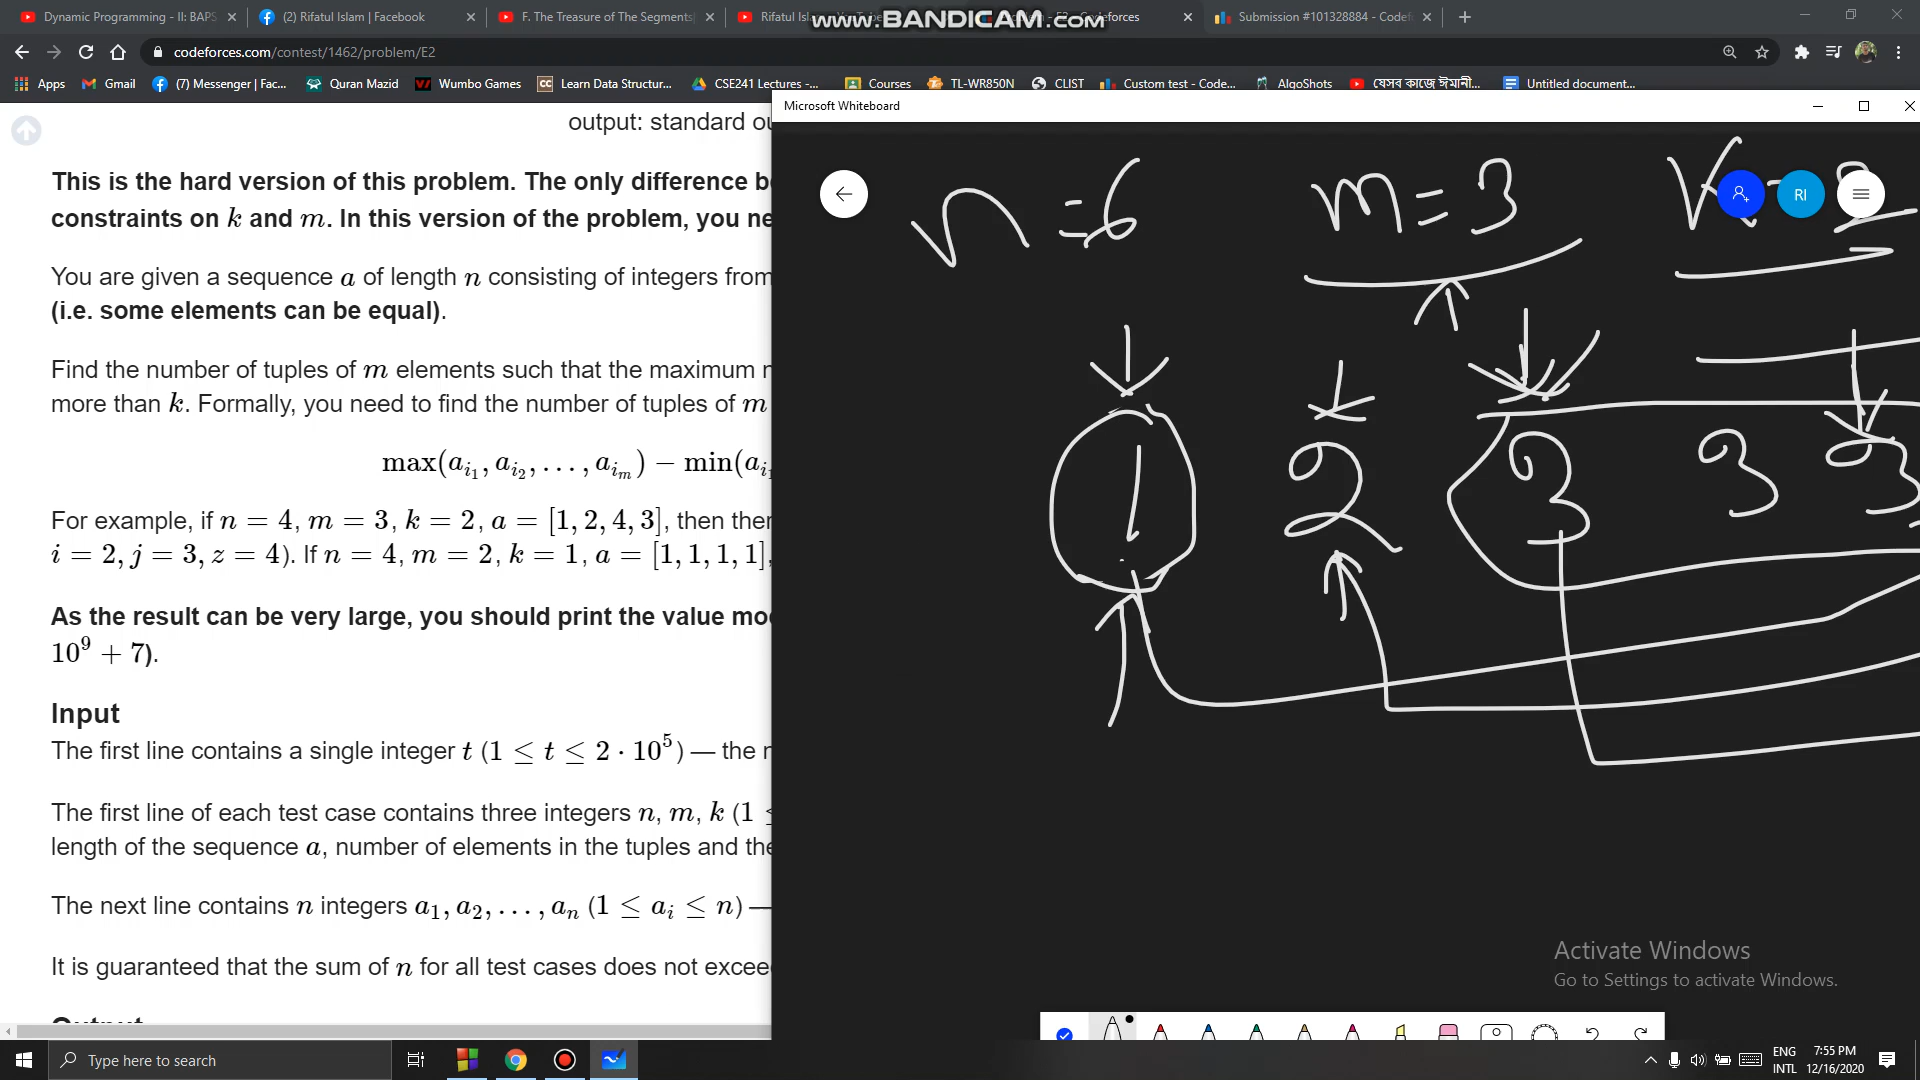 Dynamic Programming - II: BAPS
(2) Rifatul Islam | Facebook
F. The Treasure of The Segments
Rifatul Isl
Codeforces
Submission #101328884 - Codef
www.BANDICAM.com
codeforces.com/contest/1462/problem/E2
Apps
Gmail
(7) Messenger | Fac...
Quran Mazid
Wumbo Games
Learn Data Structur...
CSE241 Lectures -...
Courses
TL-WR850N
CLIST
Custom test - Code...
AlgoShots
যেসব কাজে ঈমানী...
Untitled document...
output: standard ou
This is the hard version of this problem. The only difference be
constraints on k and m. In this version of the problem, you ne
You are given a sequence a of length n consisting of integers from
(i.e. some elements can be equal).
Find the number of tuples of m elements such that the maximum n
more than k. Formally, you need to find the number of tuples of m
max(a_{i_1}, a_{i_2}, …, a_{i_m}) − min(a_{i_1}
For example, if n = 4, m = 3, k = 2, a = [1, 2, 4, 3], then ther
i = 2, j = 3, z = 4). If n = 4, m = 2, k = 1, a = [1, 1, 1, 1],
As the result can be very large, you should print the value mo
10^9 + 7).
Input
The first line contains a single integer t (1 ≤ t ≤ 2 · 10^5) — the n
The first line of each test case contains three integers n, m, k (1 ≤
length of the sequence a, number of elements in the tuples and the
The next line contains n integers a_1, a_2, …, a_n (1 ≤ a_i ≤ n) —
It is guaranteed that the sum of n for all test cases does not excee
Output
Microsoft Whiteboard
RI
n = 6 m = 3
1 2 3 3 3
Activate Windows
Go to Settings to activate Windows.
Type here to search
ENG
INTL
7:55 PM
12/16/2020